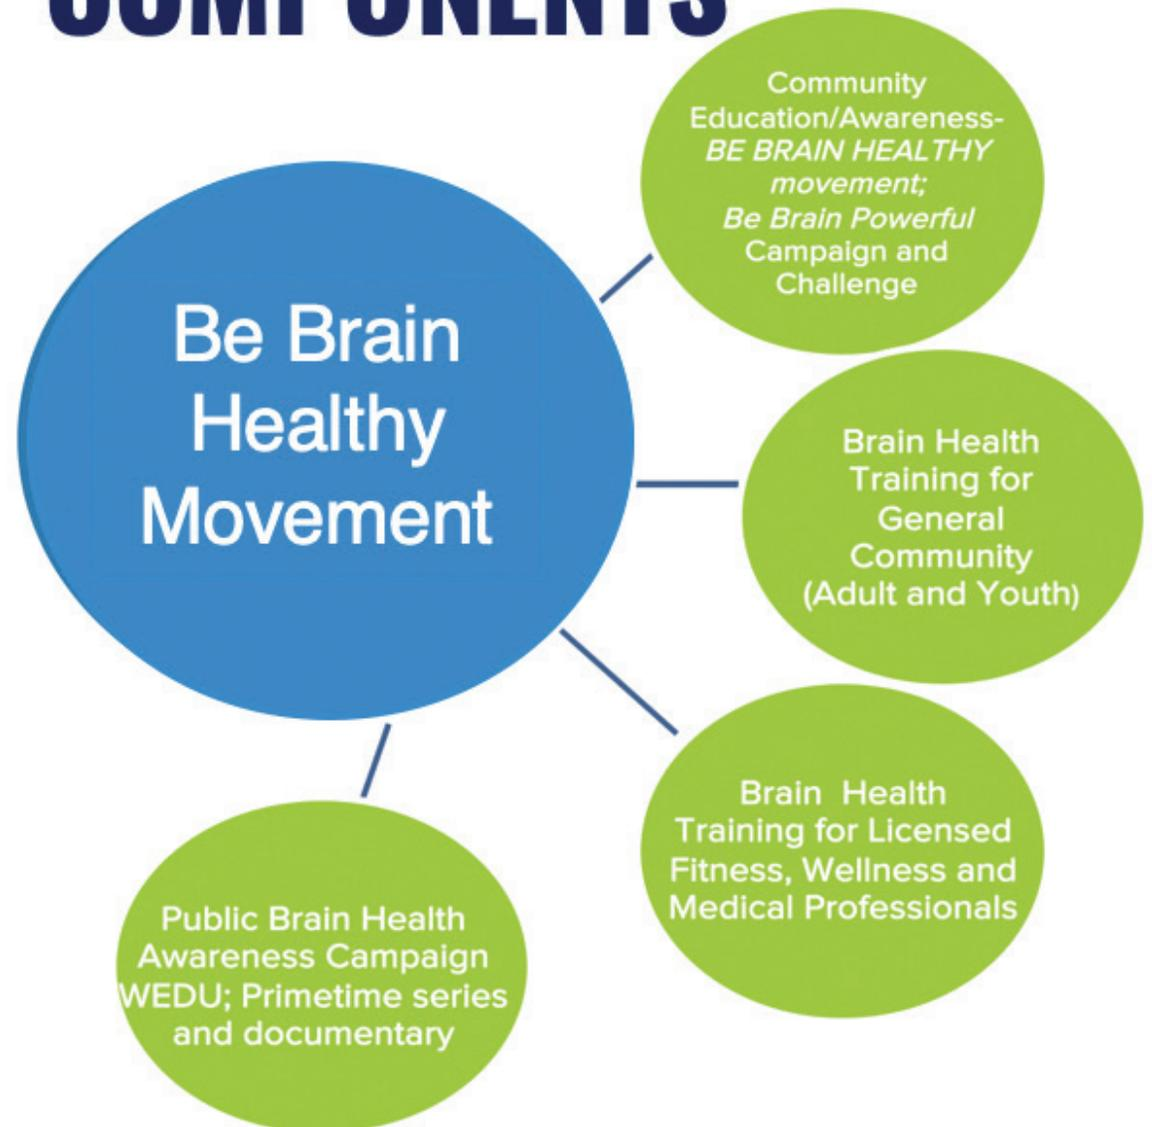 COMPONENTS
Community
Education/Awareness-
BE BRAIN HEALTHY
movement;
Be Brain Powerful
Campaign and
Challenge
Be Brain
Healthy
Movement
Brain Health
Training for
General
Community
(Adult and Youth)
Brain Health
Training for Licensed
Fitness, Wellness and
Medical Professionals
Public Brain Health
Awareness Campaign
WEDU; Primetime series
and documentary